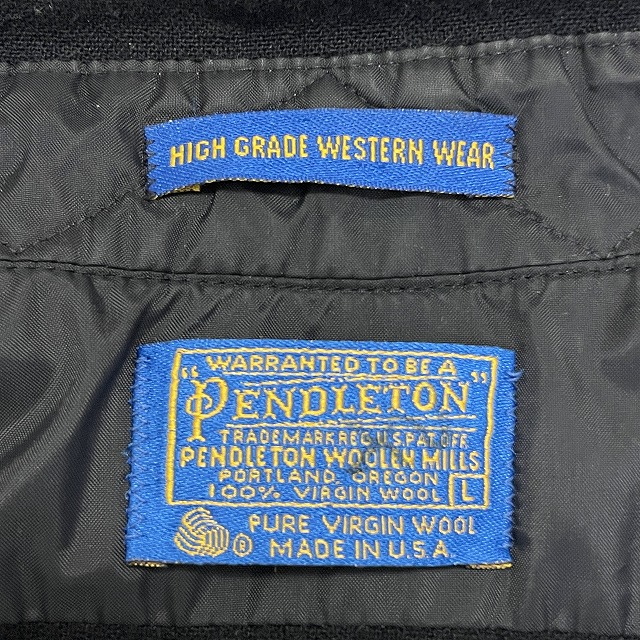 HIGH GRADE WESTERN WEAR
WARRANTED TO BE A
"PENDLETON"
TRADEMARK REG.U.S.PAT.OFF.
PENDLETON WOOLEN MILLS
PORTLAND, OREGON
100% VIRGIN WOOL L
® PURE VIRGIN WOOL
MADE IN U.S.A.